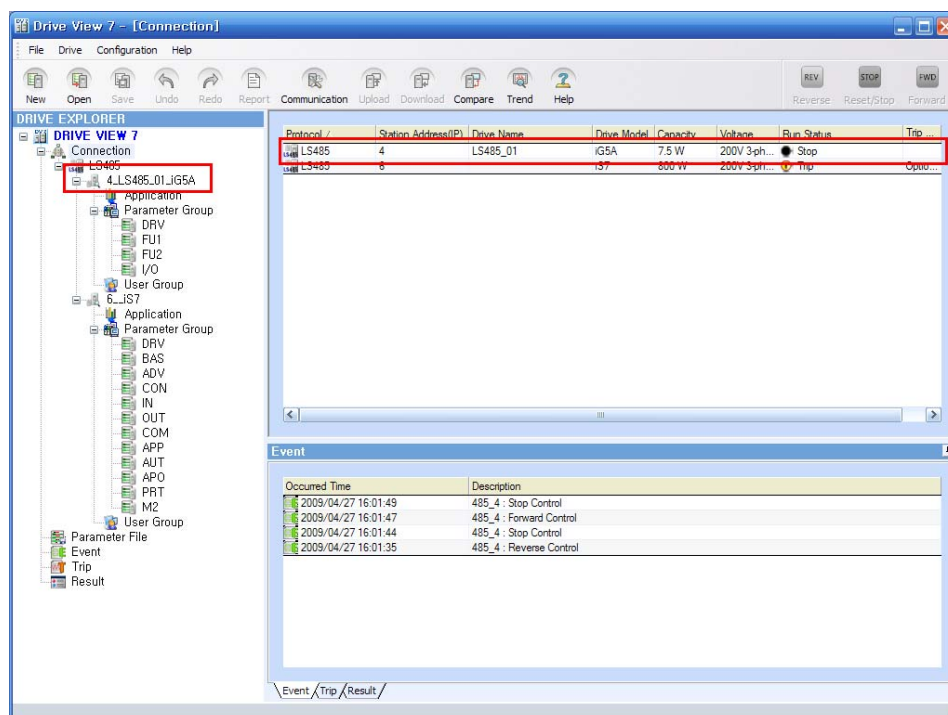 Drive View 7 - [Connection]
File Drive Configuration Help
New Open Save Undo Redo Report Communication Upload Download Compare Trend Help
REV STOP FWD
Reverse Reset/Stop Forward
DRIVE EXPLORER
DRIVE VIEW 7
Connection
LS485
4_LS485_01_iG5A
Application
Parameter Group
DRV
FU1
FU2
I/O
User Group
6__iS7
Application
Parameter Group
DRV
BAS
ADV
CON
IN
OUT
COM
APP
AUT
APO
PRT
M2
User Group
Parameter File
Event
Trip
Result
Protocol / Station Address(IP) Drive Name Drive Model Capacity Voltage Run Status Trip ...
LS485 4 LS485_01 iG5A 7.5 W 200V 3-ph... Stop
LS485 6 iS7 800 W 200V 3-ph... Trip Optio...
Event
Occured Time Description
2009/04/27 16:01:49 485_4 : Stop Control
2009/04/27 16:01:47 485_4 : Forward Control
2009/04/27 16:01:44 485_4 : Stop Control
2009/04/27 16:01:35 485_4 : Reverse Control
Event Trip Result